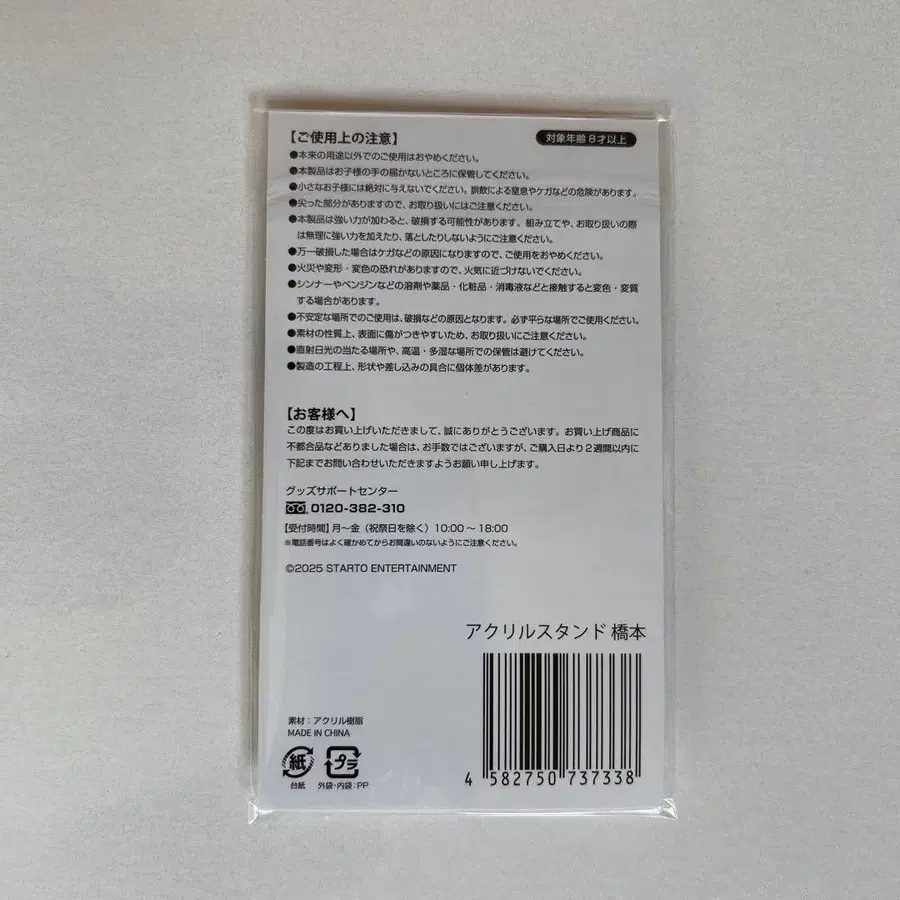 【ご使用上の注意】
対象年齢 8才以上
●本来の用途以外でのご使用はおやめください。
●本製品はお子様の手の届かないところに保管してください。
●小さなお子様には絶対に与えないでください。誤飲による窒息やケガなどの危険があります。
●尖った部分がありますので、お取り扱いにはご注意ください。
●本製品は強い力が加わると、破損する可能性があります。組み立てや、お取り扱いの際
は無理に強い力を加えたり、落としたりしないようにご注意ください。
●万一破損した場合はケガなどの原因になりますので、ご使用をおやめください。
●火災や変形・変色の恐れがありますので、火気に近づけないでください。
●シンナーやベンジンなどの溶剤や薬品・化粧品・消毒液などと接触すると変色・変質
する場合があります。
●不安定な場所でのご使用は、破損などの原因となります。必ず平らな場所でご使用ください。
●素材の性質上、表面に傷がつきやすいため、お取り扱いにご注意ください。
●直射日光の当たる場所や、高温・多湿な場所での保管は避けてください。
●製造の工程上、形状や差し込みの具合に個体差があります。
【お客様へ】
この度はお買い上げいただきまして、誠にありがとうございます。お買い上げ商品に
不都合品などありました場合は、お手数ではございますが、ご購入日より2週間以内に
下記までお問い合わせいただきますようお願い申し上げます。
グッズサポートセンター
0120-382-310
【受付時間】月～金（祝祭日を除く）10:00～18:00
※電話番号はよく確かめてからお間違いのないようにご注意ください。
©2025 STARTO ENTERTAINMENT
アクリルスタンド 橋本
素材：アクリル樹脂
MADE IN CHINA
紙 プラ
台紙 外袋・内袋：PP
4 582750 737338